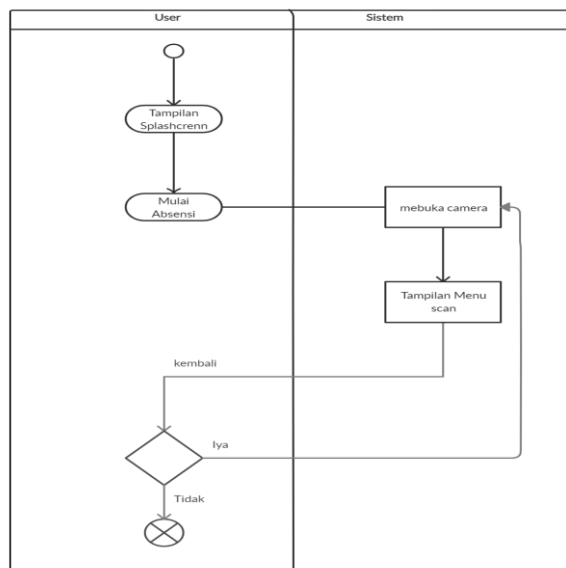 User
Sistem
Tampilan
Splashcrenn
Mulai
Absensi
mebuka camera
Tampilan Menu
scan
kembali
Iya
Tidak